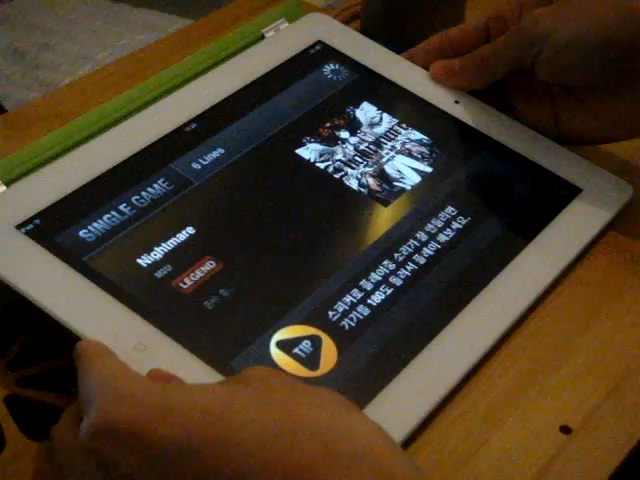 SINGLE GAME
6 Lines
Nightmare
LEGEND
TIP
스피커로 플레이중 소리가 잘 안들리면
기기를 180도 돌려서 플레이 해보세요.